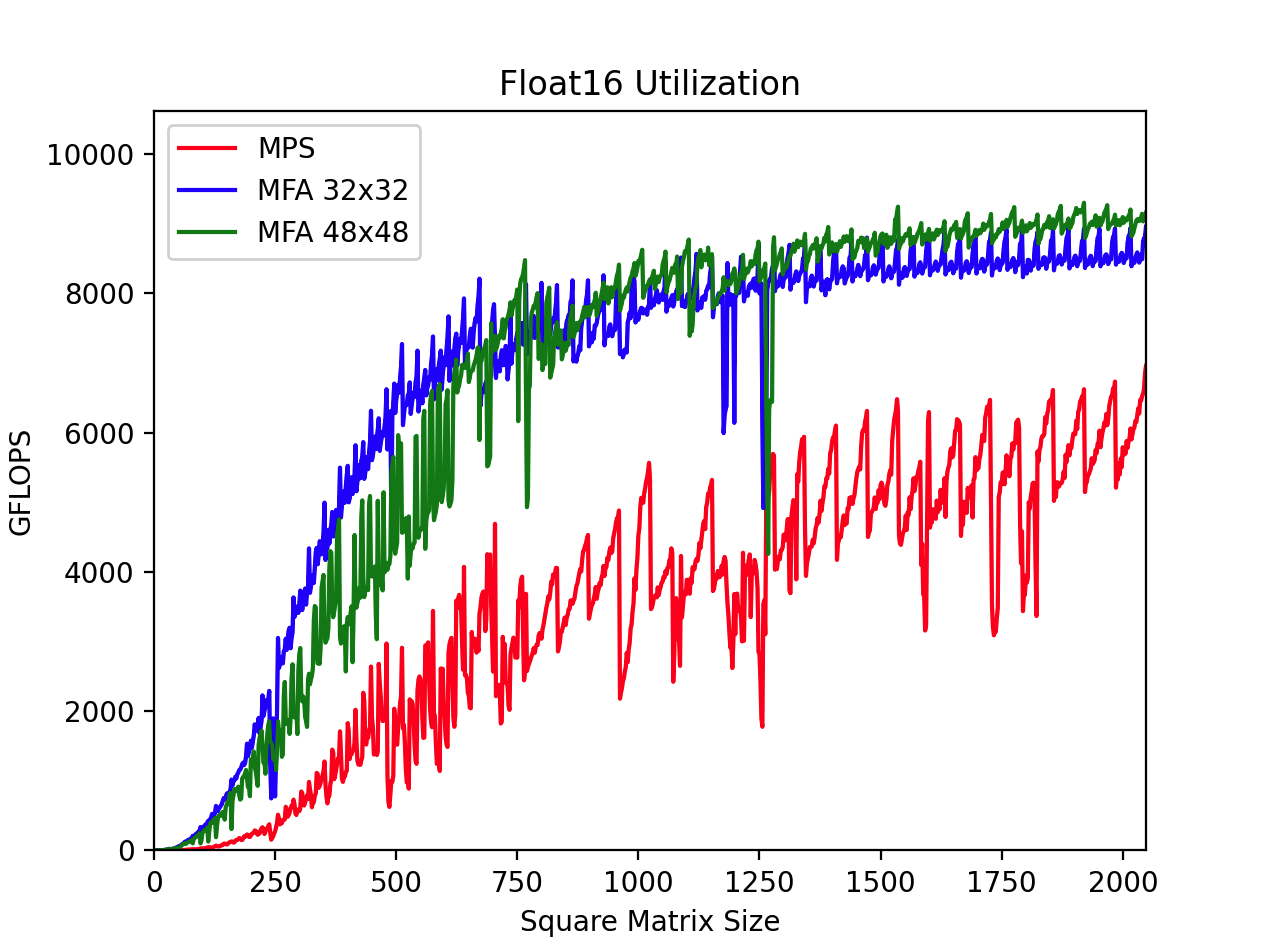 Float16 Utilization
MPS
MFA 32x32
MFA 48x48
GFLOPS
10000
8000
6000
4000
2000
0
0 250 500 750 1000 1250 1500 1750 2000
Square Matrix Size